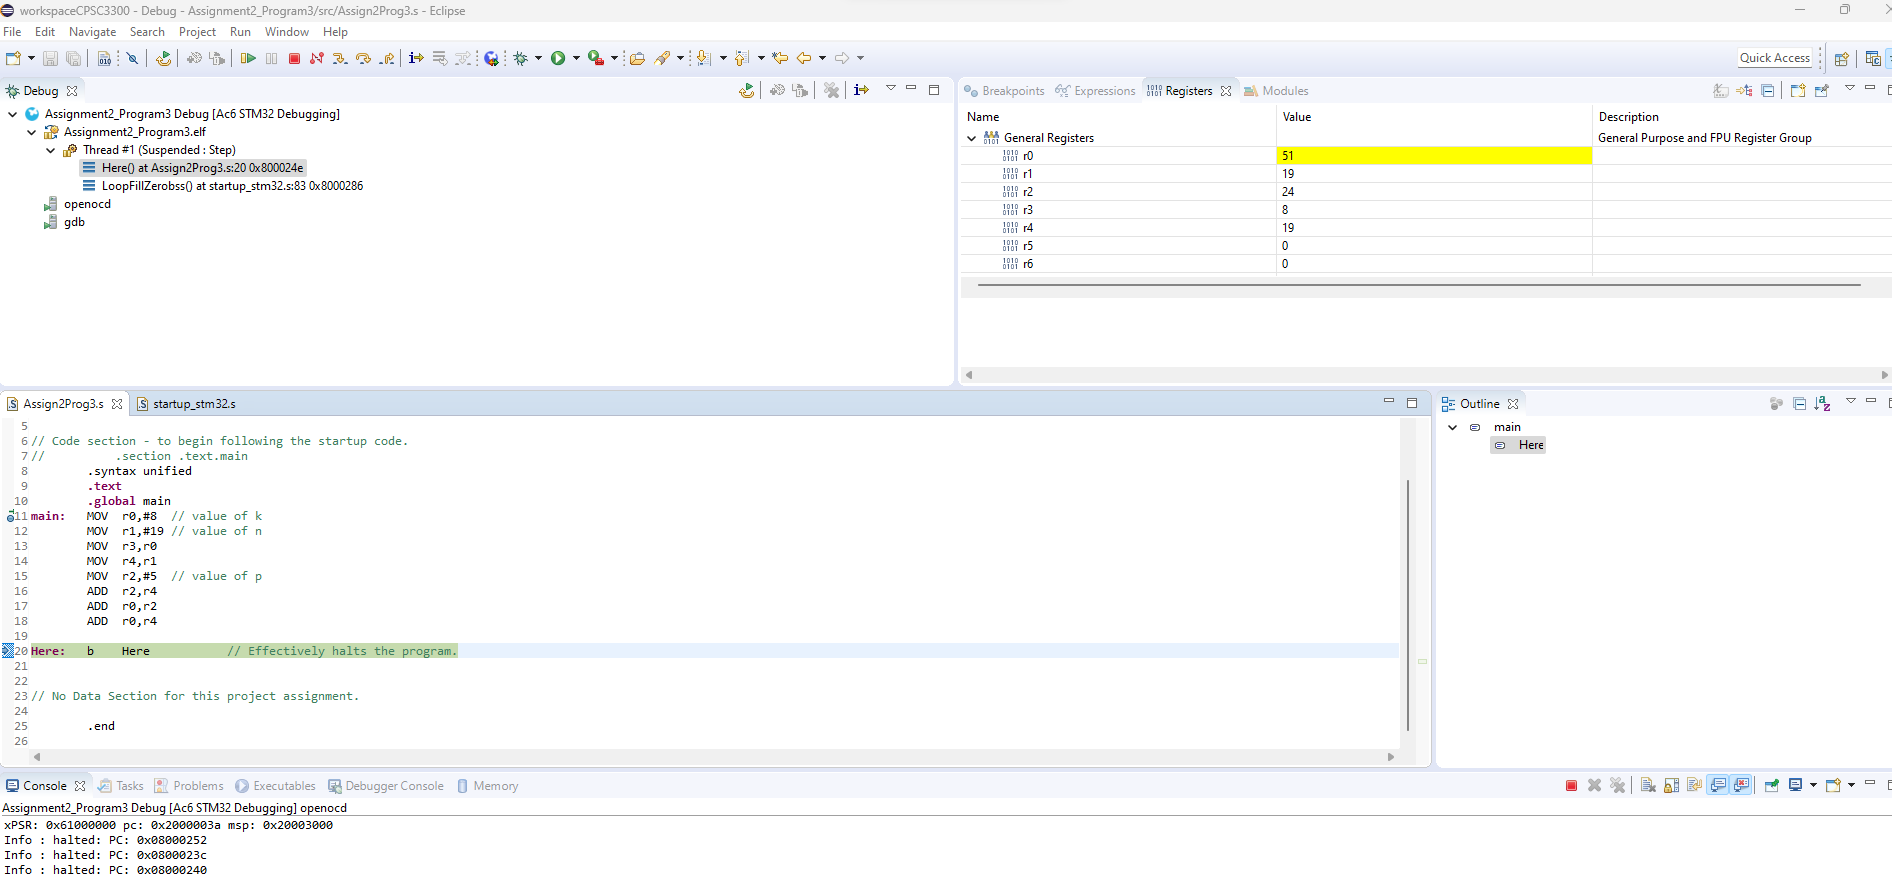 workspaceCPSC3300 - Debug - Assignment2_Program3/src/Assign2Prog3.s - Eclipse
File Edit Navigate Search Project Run Window Help
Quick Access
Debug
Assignment2_Program3 Debug [Ac6 STM32 Debugging]
Assignment2_Program3.elf
Thread #1 (Suspended : Step)
Here() at Assign2Prog3.s:20 0x800024e
LoopFillZerobss() at startup_stm32.s:83 0x8000286
openocd
gdb
Breakpoints Expressions Registers Modules
Name Value Description
General Registers General Purpose and FPU Register Group
r0 51
r1 19
r2 24
r3 8
r4 19
r5 0
r6 0
Assign2Prog3.s startup_stm32.s
5
6 // Code section - to begin following the startup code.
7 // .section .text.main
8 .syntax unified
9 .text
10 .global main
11 main: MOV r0,#8 // value of k
12 MOV r1,#19 // value of n
13 MOV r3,r0
14 MOV r4,r1
15 MOV r2,#5 // value of p
16 ADD r2,r4
17 ADD r0,r2
18 ADD r0,r4
19
20 Here: b Here // Effectively halts the program.
21
22
23 // No Data Section for this project assignment.
24
25 .end
26
Outline
main
Here
Console Tasks Problems Executables Debugger Console Memory
Assignment2_Program3 Debug [Ac6 STM32 Debugging] openocd
xPSR: 0x61000000 pc: 0x2000003a msp: 0x20003000
Info : halted: PC: 0x08000252
Info : halted: PC: 0x0800023c
Info : halted: PC: 0x08000240